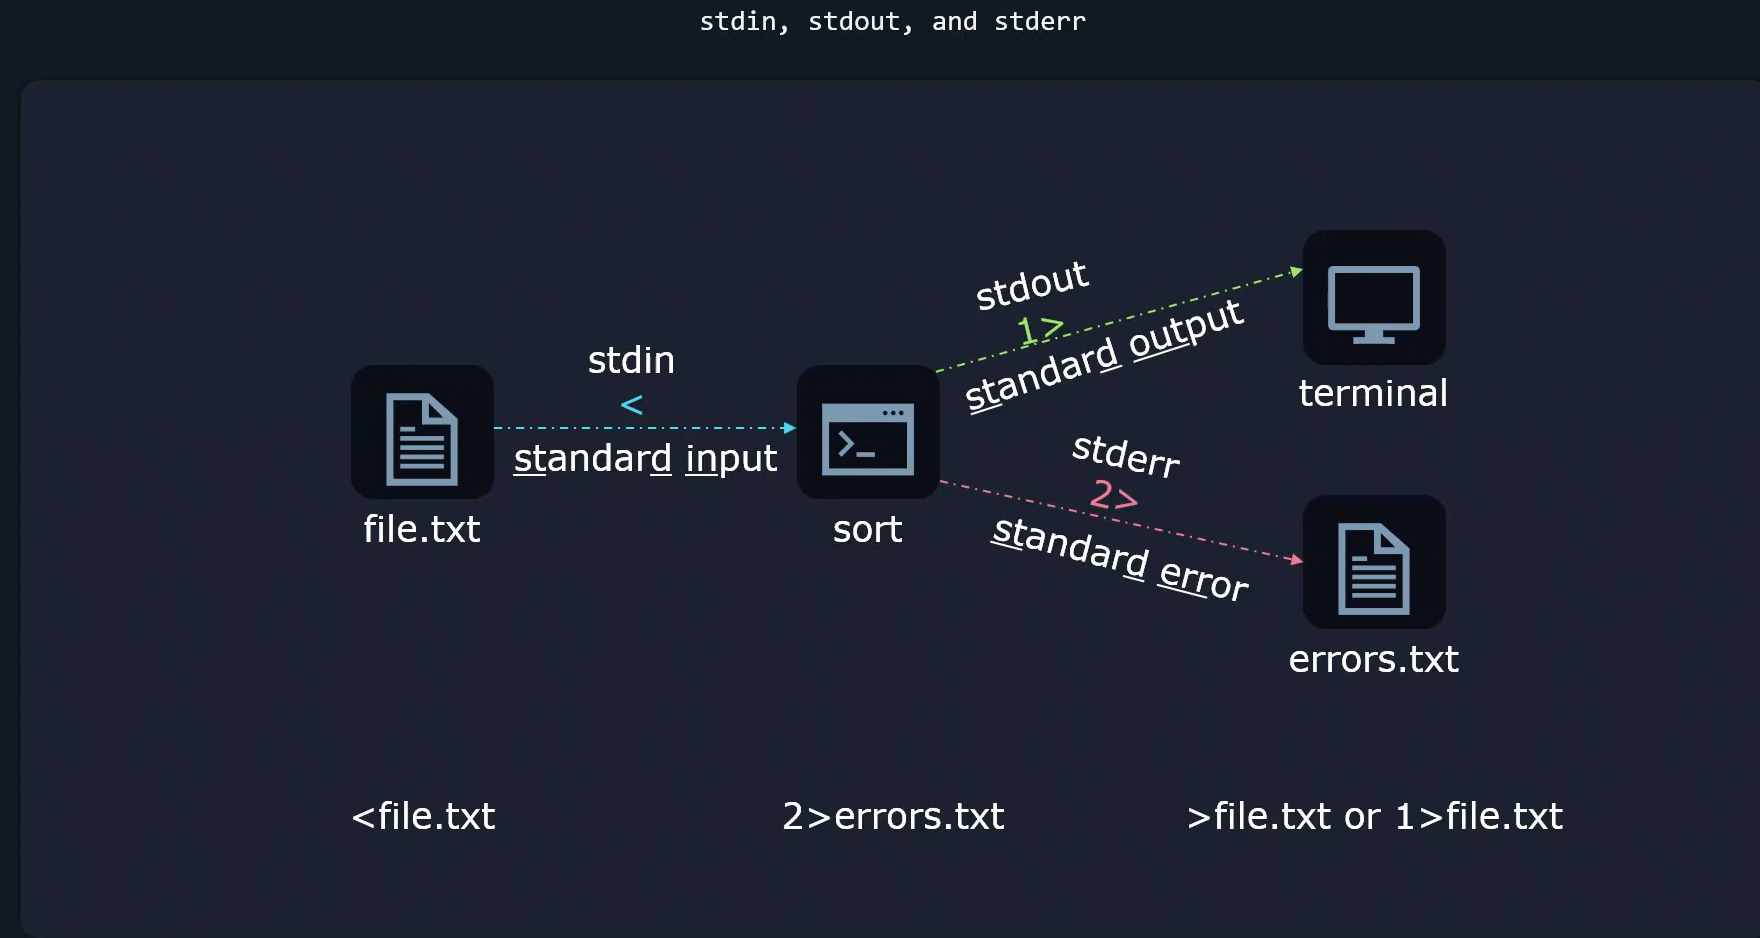 stdin, stdout, and stderr
stdin
<
standard input
file.txt
sort
stdout
1>
standard output
terminal
stderr
2>
standard error
errors.txt
<file.txt
2>errors.txt
>file.txt or 1>file.txt